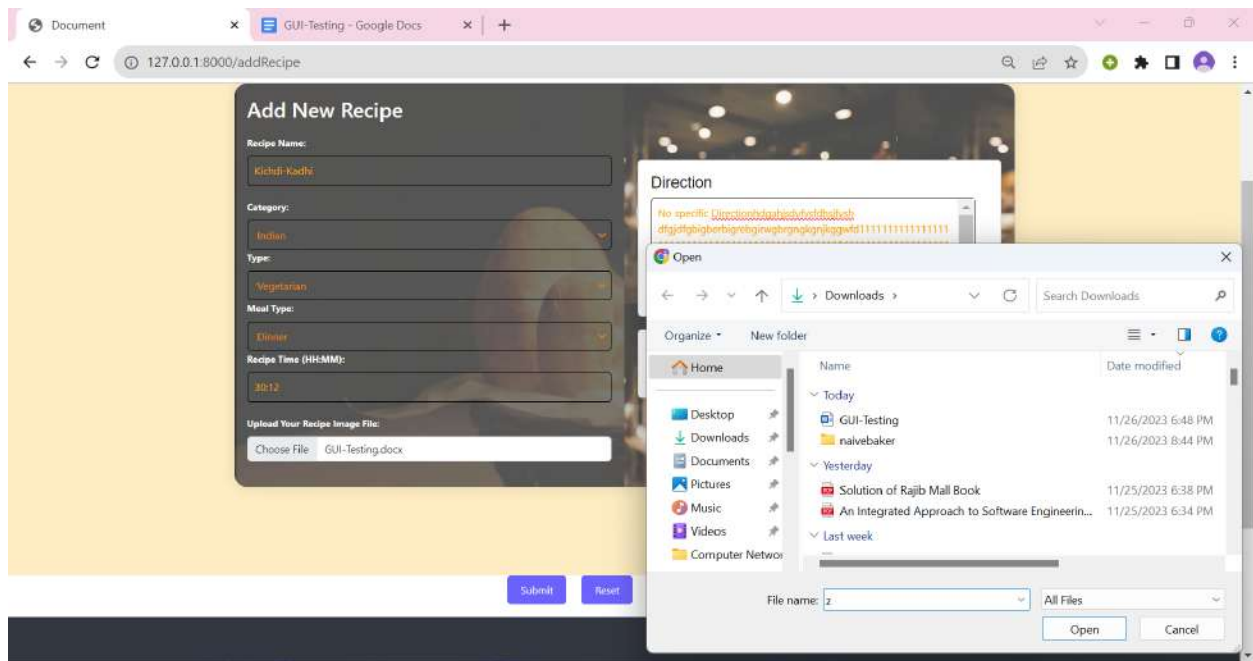 Document
GUI-Testing - Google Docs
127.0.0.1:8000/addRecipe
Add New Recipe
Recipe Name:
Kichdi-Kadhi
Category:
Indian
Type:
Vegetarian
Meal Type:
Dinner
Recipe Time (HH:MM):
30:12
Upload Your Recipe Image File:
Choose File GUI-Testing.docx
Direction
No specific
Submit Reset
Open
Downloads
Search Downloads
Organize New folder
Home
Desktop
Downloads
Documents
Pictures
Music
Videos
Computer Networ
Name Date modified
Today
GUI-Testing 11/26/2023 6:48 PM
naivebaker 11/26/2023 8:44 PM
Yesterday
Solution of Rajib Mall Book 11/25/2023 6:38 PM
An Integrated Approach to Software Engineerin... 11/25/2023 6:34 PM
Last week
File name: z All Files
Open Cancel